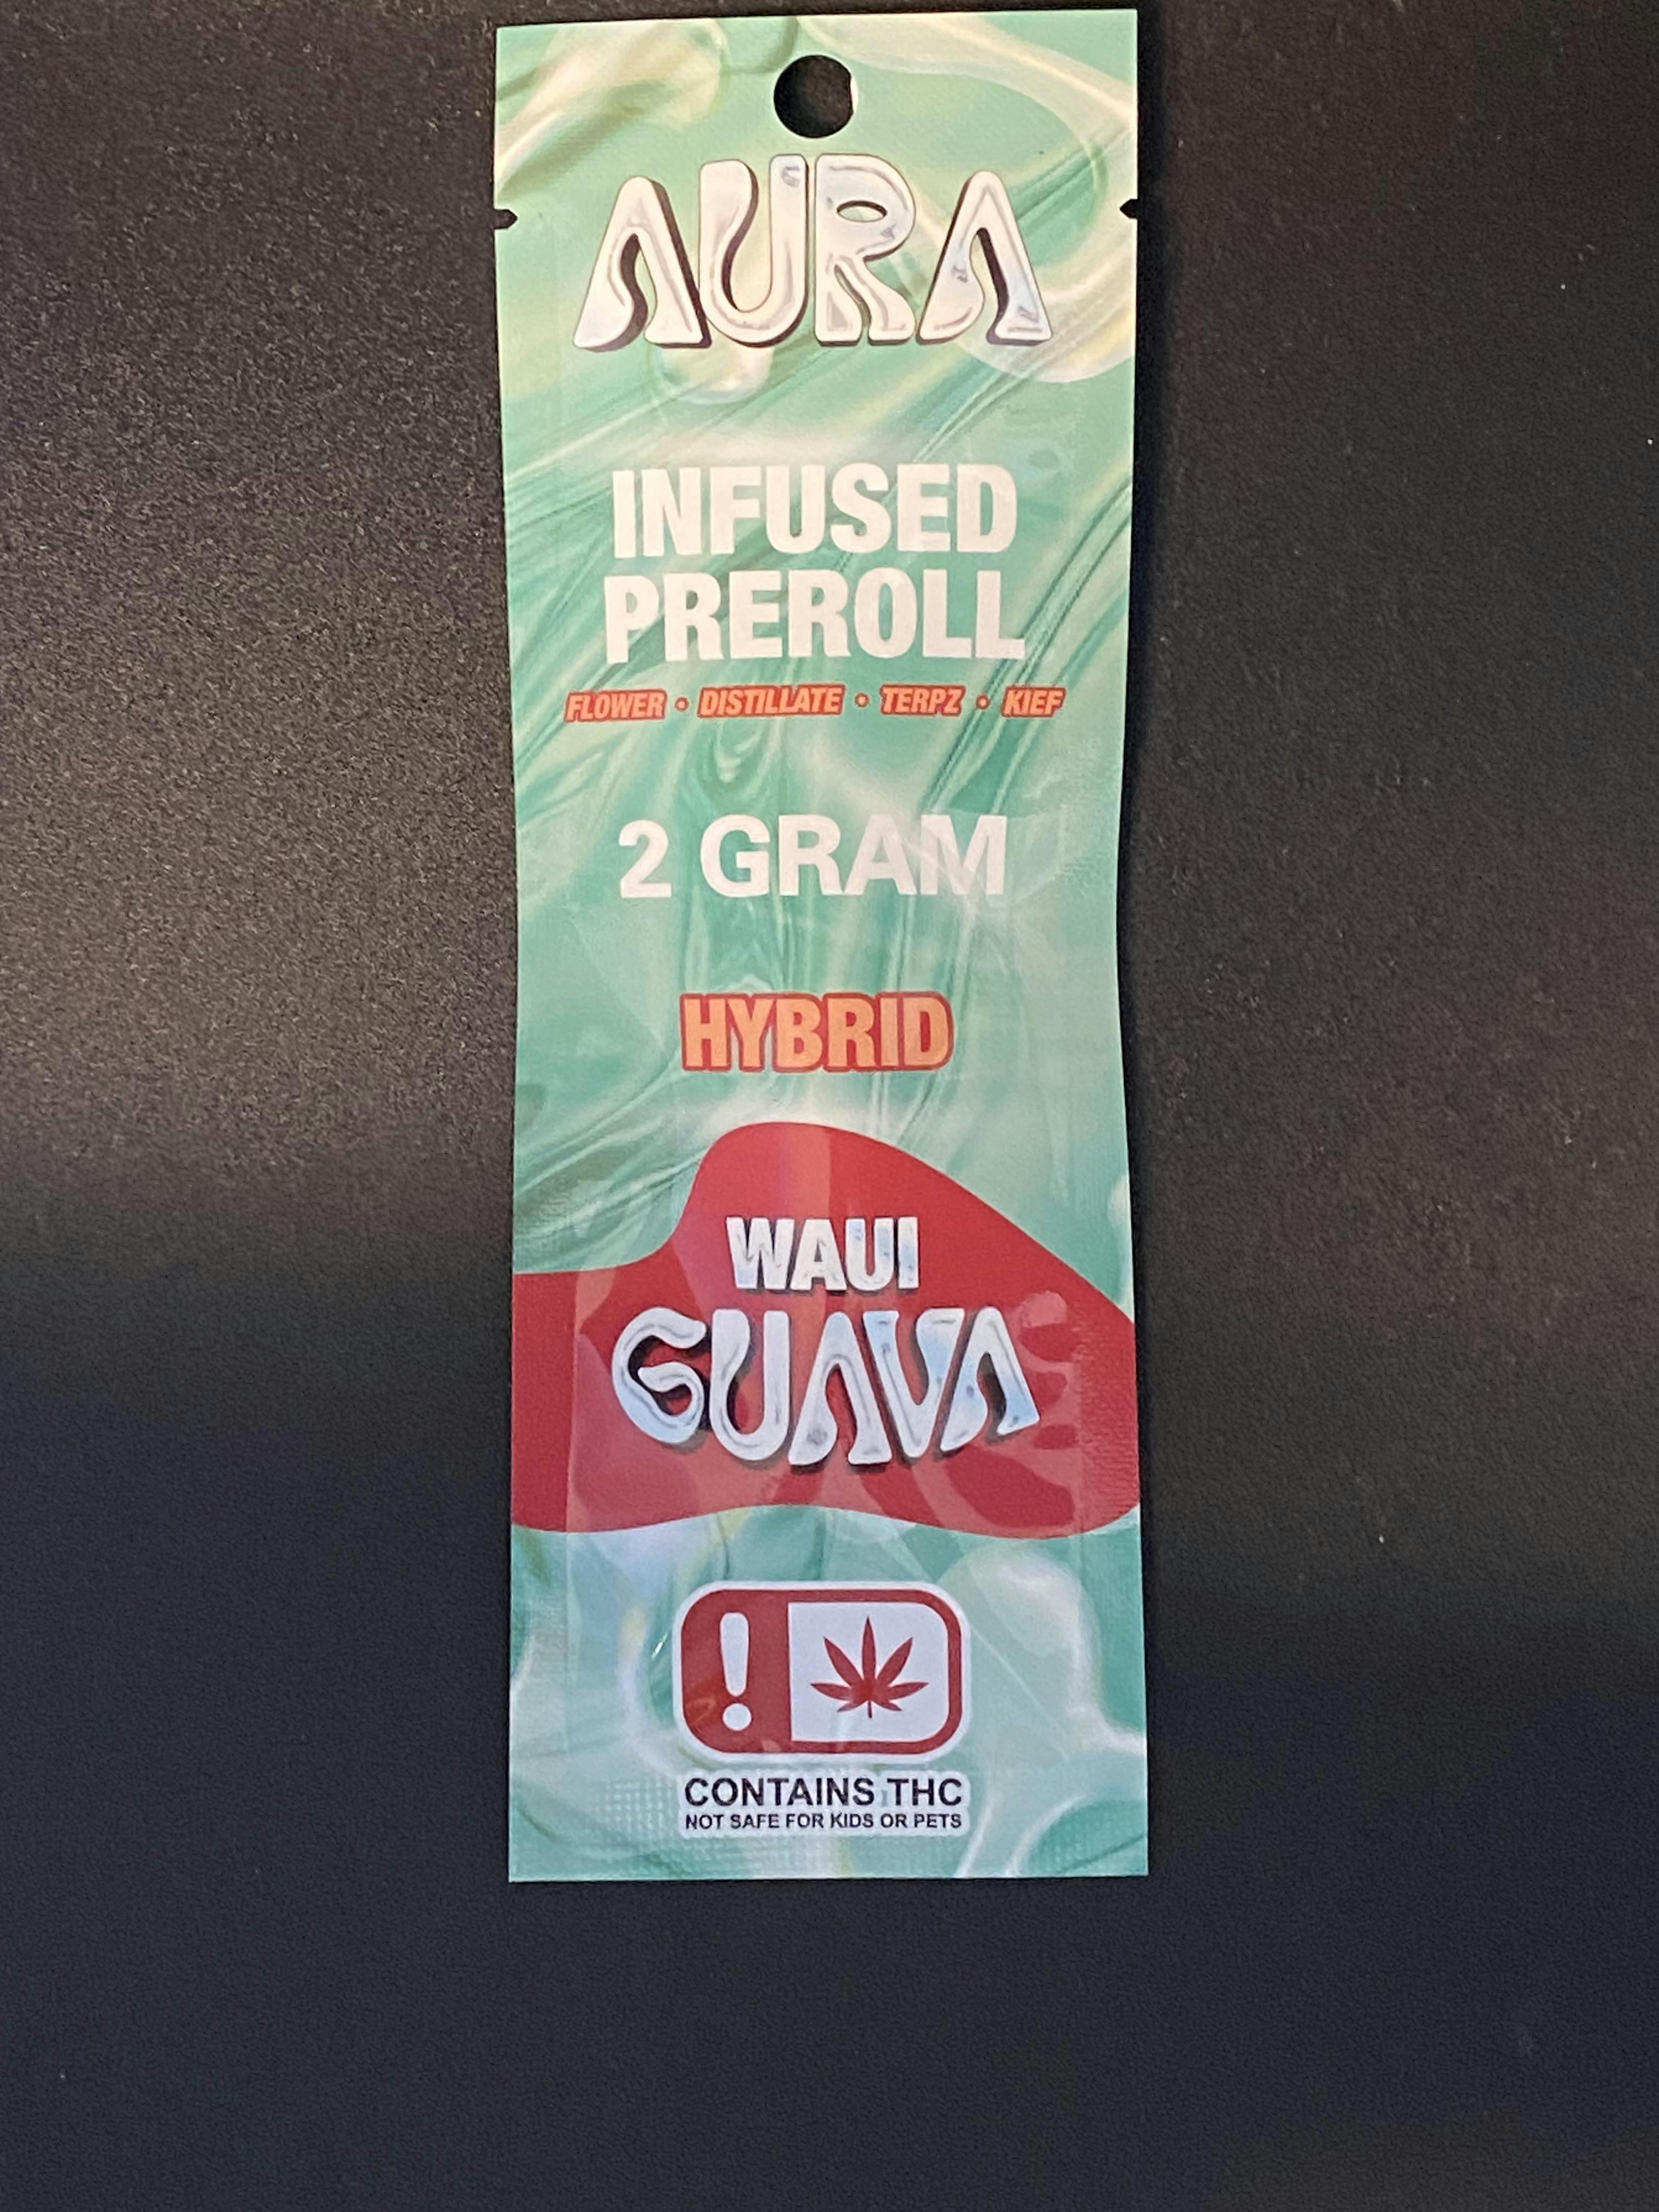 AURA
INFUSED
PREROLL
FLOWER • DISTILLATE • TERPZ • KIEF
2 GRAM
HYBRID
WAUI
GUAVA
!
CONTAINS THC
NOT SAFE FOR KIDS OR PETS